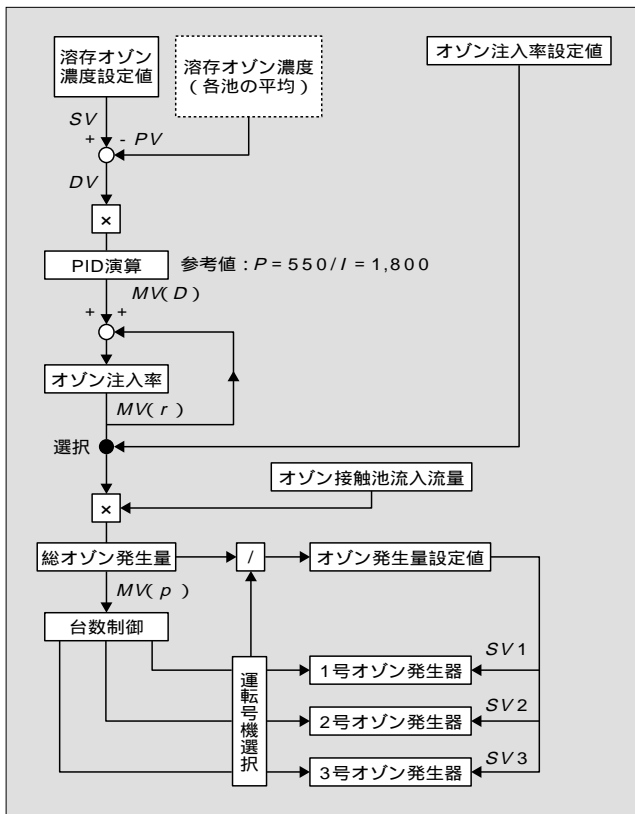 溶存オゾン
濃度設定値
溶存オゾン濃度
(各池の平均)
オゾン注入率設定値
SV
+
- PV
DV
×
PID演算
参考値:P=550/I=1,800
MV(D)
+ +
オゾン注入率
MV(r)
選択
オゾン接触池流入流量
×
総オゾン発生量
/
オゾン発生量設定値
MV(p)
台数制御
運転号機選択
1号オゾン発生器
SV1
2号オゾン発生器
SV2
3号オゾン発生器
SV3